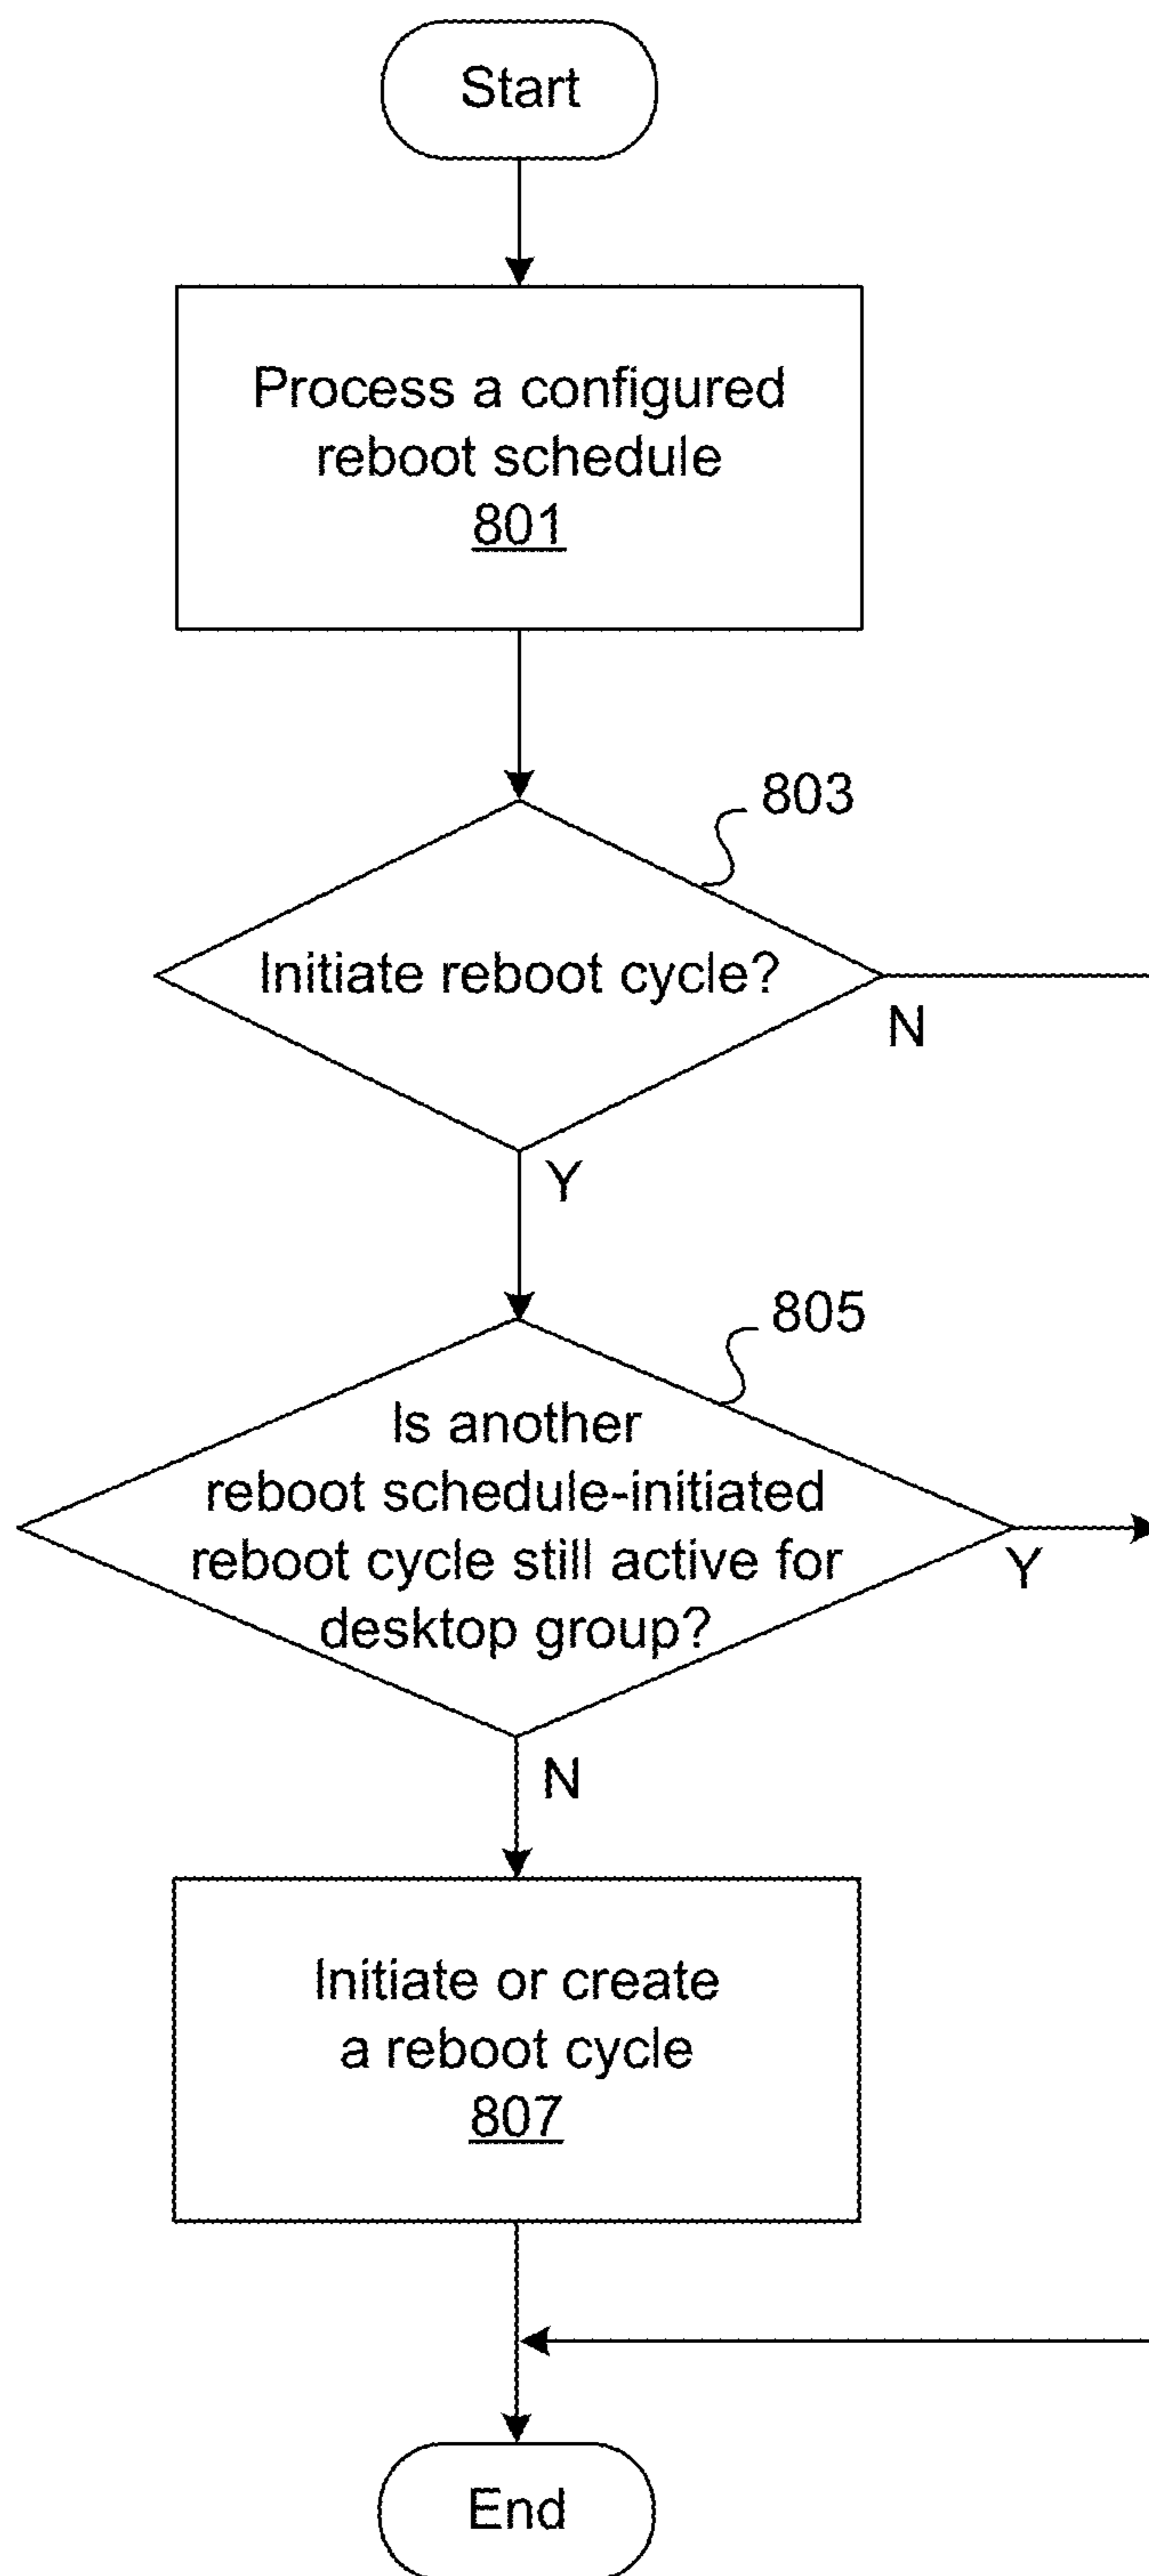 Start
Process a configured
reboot schedule
801
803
Initiate reboot cycle?
N
Y
805
Is another
reboot schedule-initiated
reboot cycle still active for
desktop group?
Y
N
Initiate or create
a reboot cycle
807
End